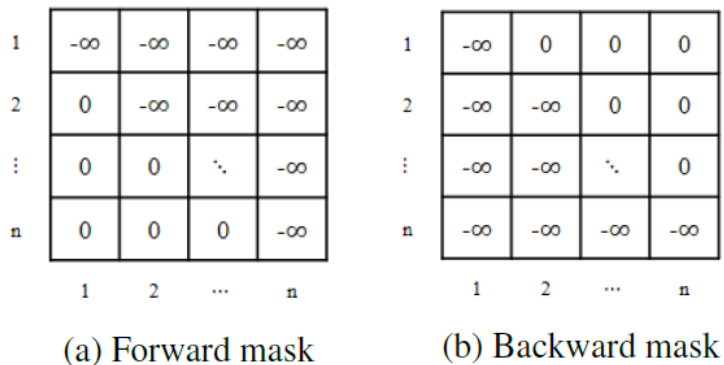 1 -∞ -∞ -∞ -∞
2 0 -∞ -∞ -∞
⋮ 0 0 ⋱ -∞
n 0 0 0 -∞
1 2 ⋯ n
(a) Forward mask
1 -∞ 0 0 0
2 -∞ -∞ 0 0
⋮ -∞ -∞ ⋱ 0
n -∞ -∞ -∞ -∞
1 2 ⋯ n
(b) Backward mask